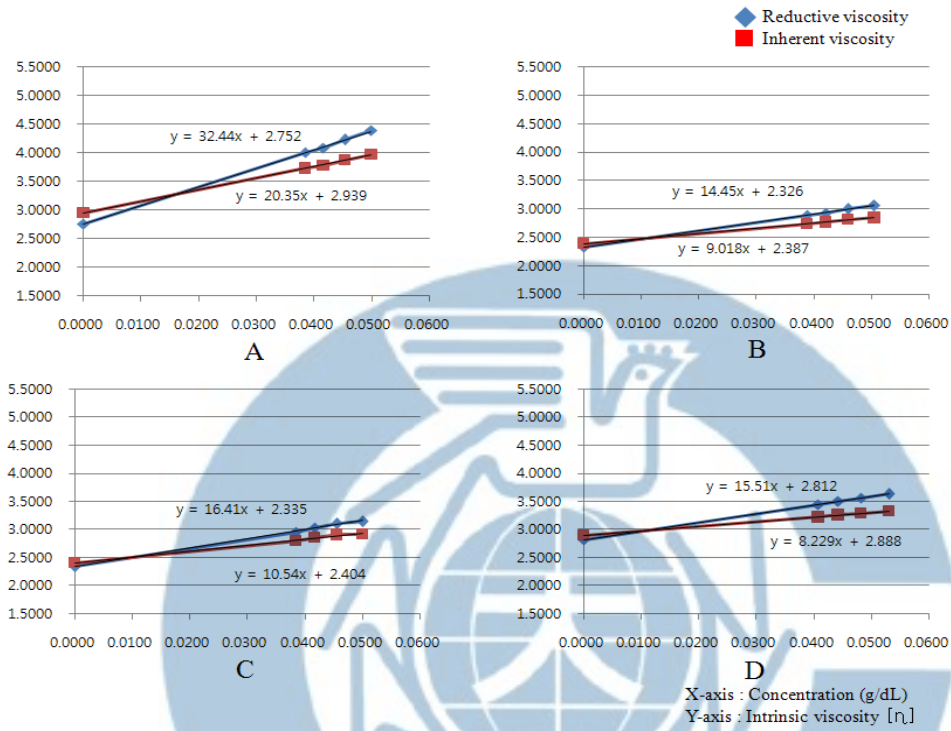 Reductive viscosity
Inherent viscosity
5.5000
5.0000
4.5000
4.0000
3.5000
3.0000
2.5000
2.0000
1.5000
y = 32.44x + 2.752
y = 20.35x + 2.939
0.0000 0.0100 0.0200 0.0300 0.0400 0.0500 0.0600
A
5.5000
5.0000
4.5000
4.0000
3.5000
3.0000
2.5000
2.0000
1.5000
y = 14.45x + 2.326
y = 9.018x + 2.387
0.0000 0.0100 0.0200 0.0300 0.0400 0.0500 0.0600
B
5.5000
5.0000
4.5000
4.0000
3.5000
3.0000
2.5000
2.0000
1.5000
y = 16.41x + 2.335
y = 10.54x + 2.404
0.0000 0.0100 0.0200 0.0300 0.0400 0.0500 0.0600
C
5.5000
5.0000
4.5000
4.0000
3.5000
3.0000
2.5000
2.0000
1.5000
y = 15.51x + 2.812
y = 8.229x + 2.888
0.0000 0.0100 0.0200 0.0300 0.0400 0.0500 0.0600
D
X-axis : Concentration (g/dL)
Y-axis : Intrinsic viscosity [η]